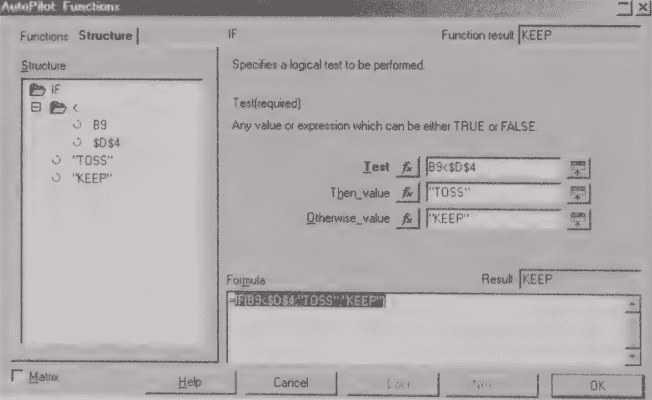 AutoPilot: Functions
Functions Structure IF Function result KEEP
Structure
Specifies a logical test to be performed.
IF
<
B9
$D$4
"TOSS"
"KEEP"
Test(required)
Any value or expression which can be either TRUE or FALSE.
Test fx B9<$D$4
Then_value fx "TOSS"
Otherwise_value fx "KEEP"
Formula Result KEEP
=IF(B9<$D$4;"TOSS";"KEEP")
Matrix
Help Cancel OK